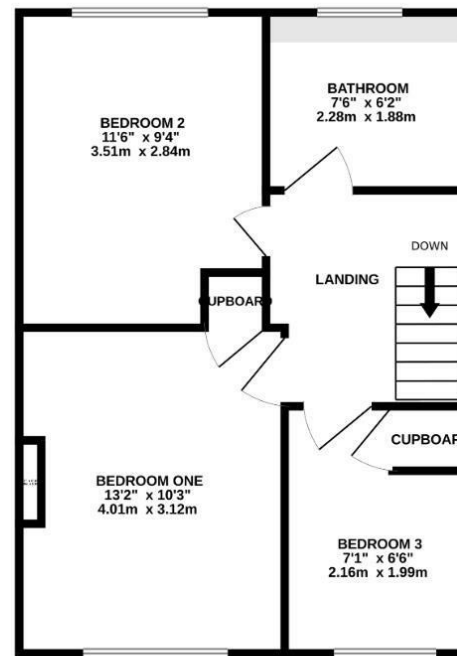 BATHROOM
7'6" x 6'2"
2.28m x 1.88m
BEDROOM 2
11'6" x 9'4"
3.51m x 2.84m
DOWN
LANDING
CUPBOARD
CUPBOAR
BEDROOM ONE
13'2" x 10'3"
4.01m x 3.12m
BEDROOM 3
7'1" x 6'6"
2.16m x 1.99m